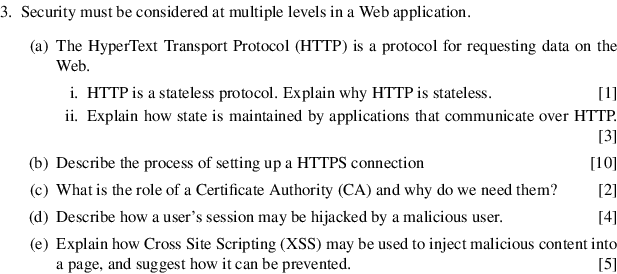 3. Security must be considered at multiple levels in a Web application.
(a) The HyperText Transport Protocol (HTTP) is a protocol for requesting data on the
Web.
i. HTTP is a stateless protocol. Explain why HTTP is stateless. [1]
ii. Explain how state is maintained by applications that communicate over HTTP.
[3]
(b) Describe the process of setting up a HTTPS connection [10]
(c) What is the role of a Certificate Authority (CA) and why do we need them? [2]
(d) Describe how a user's session may be hijacked by a malicious user. [4]
(e) Explain how Cross Site Scripting (XSS) may be used to inject malicious content into
a page, and suggest how it can be prevented. [5]